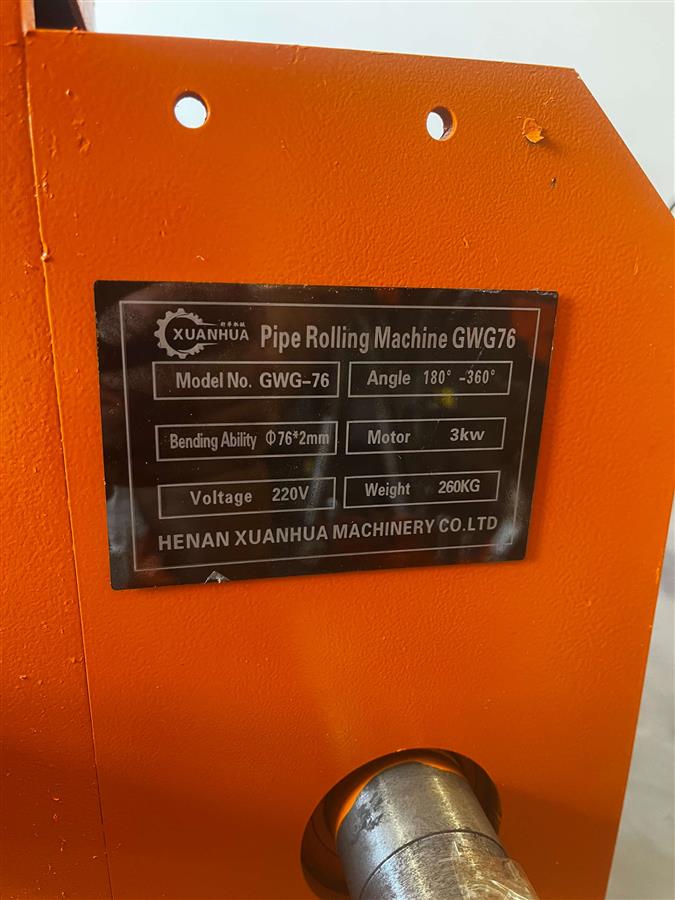 XUANHUA Pipe Rolling Machine GWG76
Model No. GWG-76 Angle 180° -360°
Bending Ability Φ76*2mm Motor 3kw
Voltage 220V Weight 260KG
HENAN XUANHUA MACHINERY CO.LTD